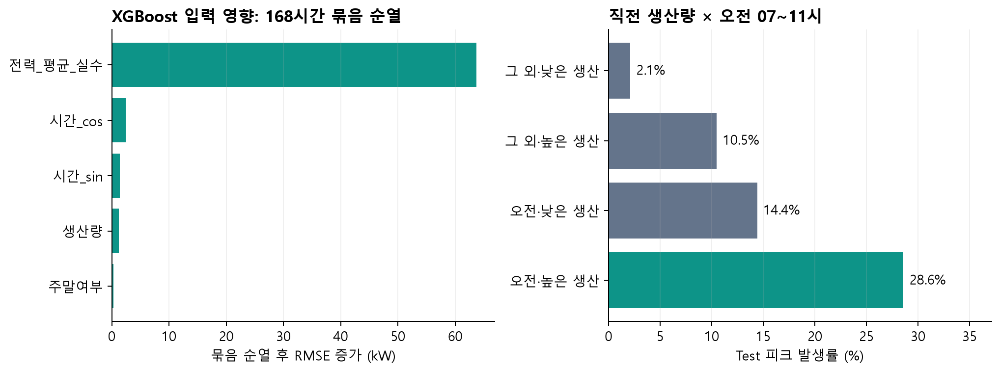 XGBoost 입력 영향: 168시간 묶음 순열
전력_평균_실수
시간_cos
시간_sin
생산량
주말여부
0 10 20 30 40 50 60
묶음 순열 후 RMSE 증가 (kW)
직전 생산량 × 오전 07~11시
그 외·낮은 생산 2.1%
그 외·높은 생산 10.5%
오전·낮은 생산 14.4%
오전·높은 생산 28.6%
0 5 10 15 20 25 30 35
Test 피크 발생률 (%)